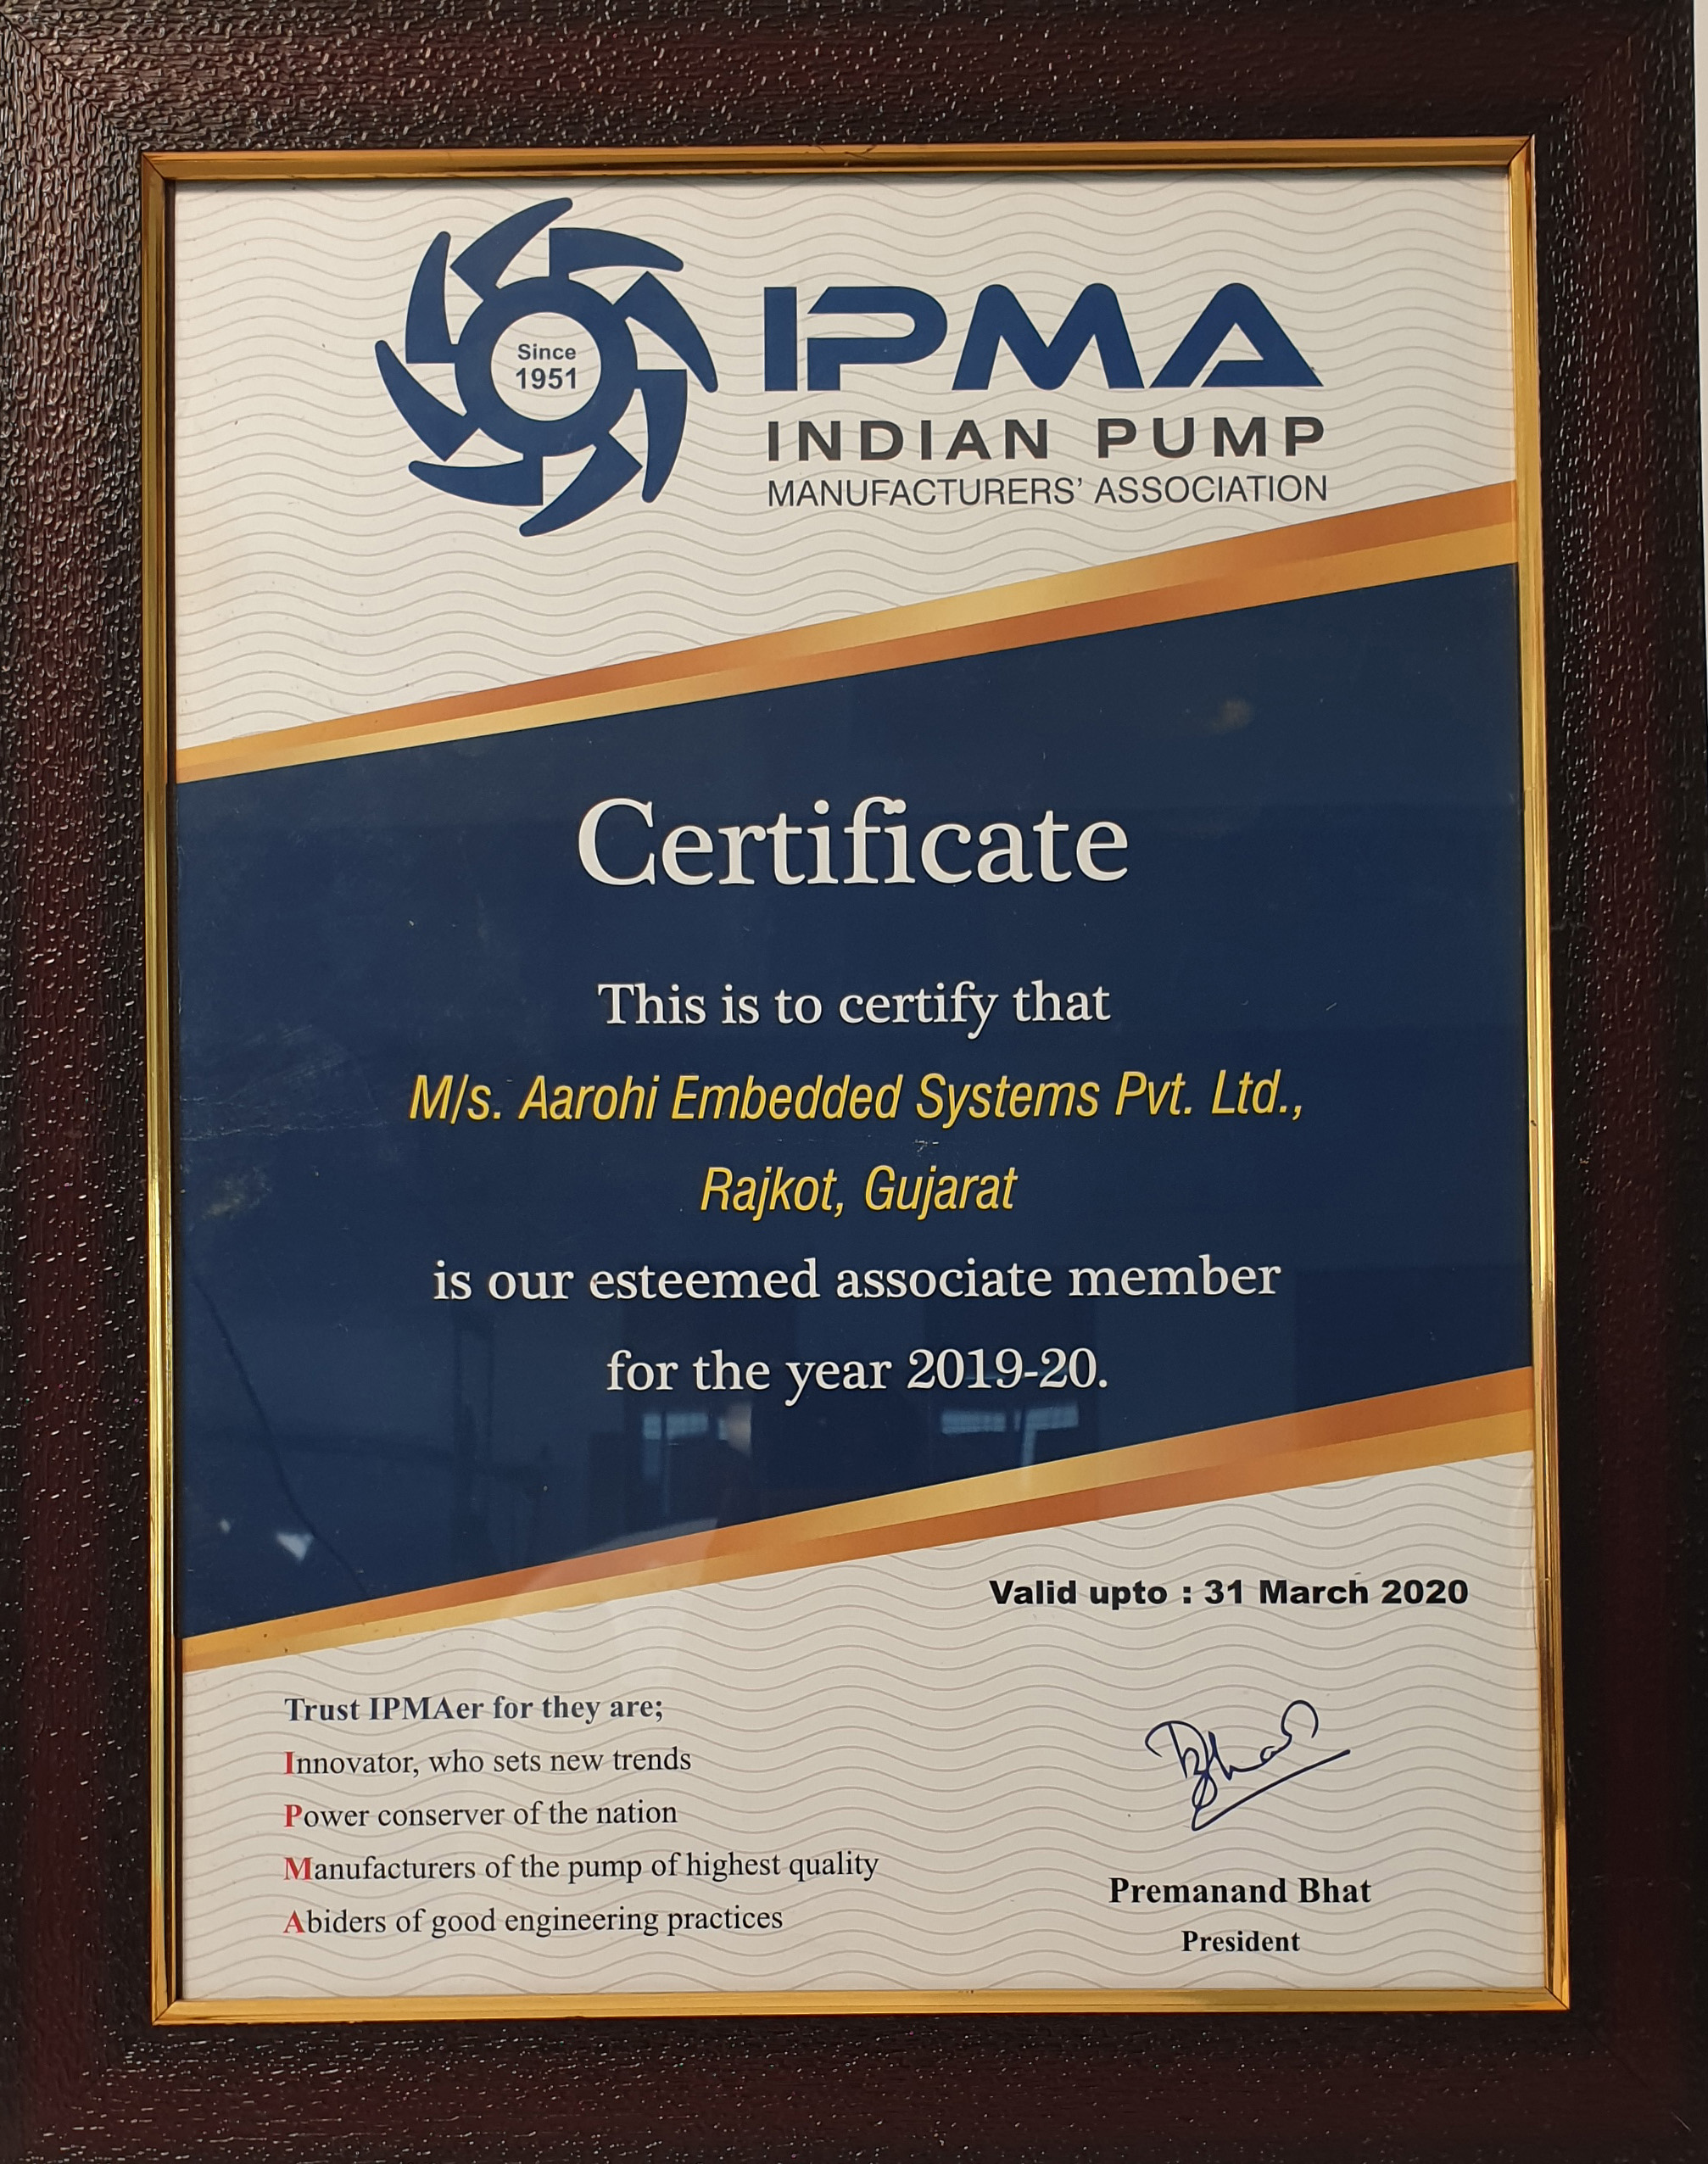 Since
1951
IPMA
INDIAN PUMP
MANUFACTURERS' ASSOCIATION
Certificate
This is to certify that
M/s. Aarohi Embedded Systems Pvt. Ltd.,
Rajkot, Gujarat
is our esteemed associate member
for the year 2019-20.
Valid upto : 31 March 2020
Trust IPMAer for they are;
Innovator, who sets new trends
Power conserver of the nation
Manufacturers of the pump of highest quality
Abiders of good engineering practices
Bhat
Premanand Bhat
President